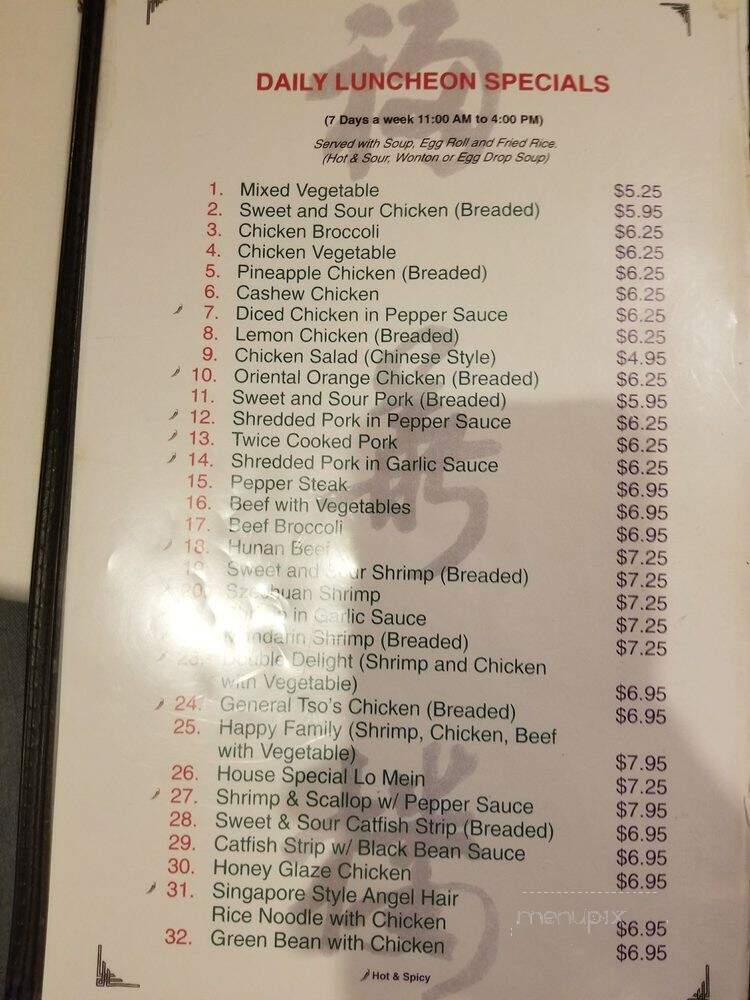 DAILY LUNCHEON SPECIALS
(7 Days a week 11:00 AM to 4:00 PM)
Served with Soup, Egg Roll and Fried Rice.
(Hot & Sour, Wonton or Egg Drop Soup)
1. Mixed Vegetable $5.25
2. Sweet and Sour Chicken (Breaded) $5.95
3. Chicken Broccoli $6.25
4. Chicken Vegetable $6.25
5. Pineapple Chicken (Breaded) $6.25
6. Cashew Chicken $6.25
7. Diced Chicken in Pepper Sauce $6.25
8. Lemon Chicken (Breaded) $6.25
9. Chicken Salad (Chinese Style) $4.95
10. Oriental Orange Chicken (Breaded) $6.25
11. Sweet and Sour Pork (Breaded) $5.95
12. Shredded Pork in Pepper Sauce $6.25
13. Twice Cooked Pork $6.25
14. Shredded Pork in Garlic Sauce $6.25
15. Pepper Steak $6.95
16. Beef with Vegetables $6.95
17. Beef Broccoli $6.95
18. Hunan Beef $7.25
19. Sweet and Sour Shrimp (Breaded) $7.25
20. Szechuan Shrimp $7.25
in Garlic Sauce $7.25
Mandarin Shrimp (Breaded) $7.25
23. Double Delight (Shrimp and Chicken
with Vegetable) $6.95
24. General Tso's Chicken (Breaded) $6.95
25. Happy Family (Shrimp, Chicken, Beef
with Vegetable) $7.95
26. House Special Lo Mein $7.25
27. Shrimp & Scallop w/ Pepper Sauce $7.95
28. Sweet & Sour Catfish Strip (Breaded) $6.95
29. Catfish Strip w/ Black Bean Sauce $6.95
30. Honey Glaze Chicken $6.95
31. Singapore Style Angel Hair
Rice Noodle with Chicken $6.95
32. Green Bean with Chicken $6.95
Hot & Spicy
menupix